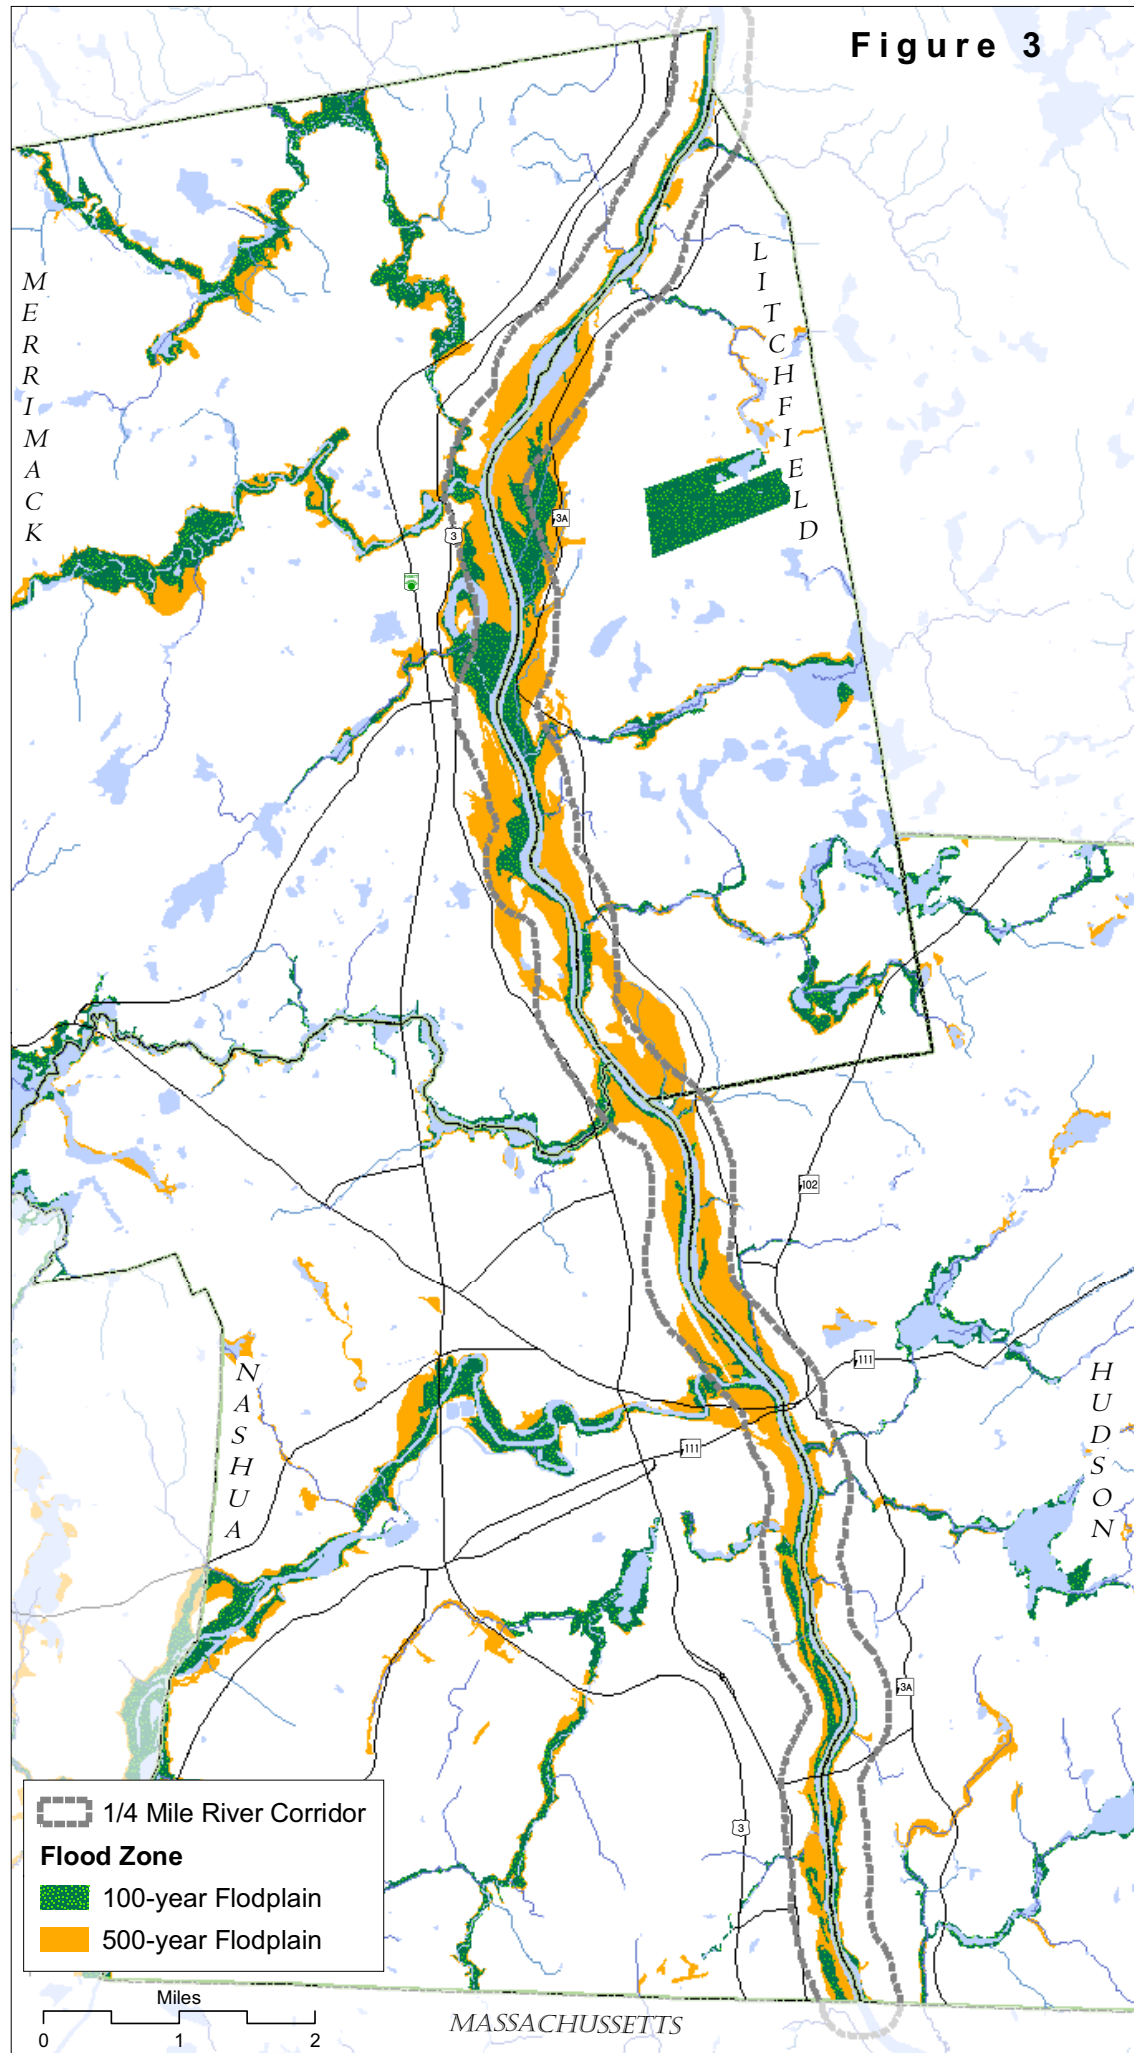 Figure 3
MERRIMACK
LITCHFIELD
3A
3
102
111
NASHUA
HUDSON
111
3A
3
1/4 Mile River Corridor
Flood Zone
100-year Flodplain
500-year Flodplain
Miles
0 1 2
MASSACHUSSETTS